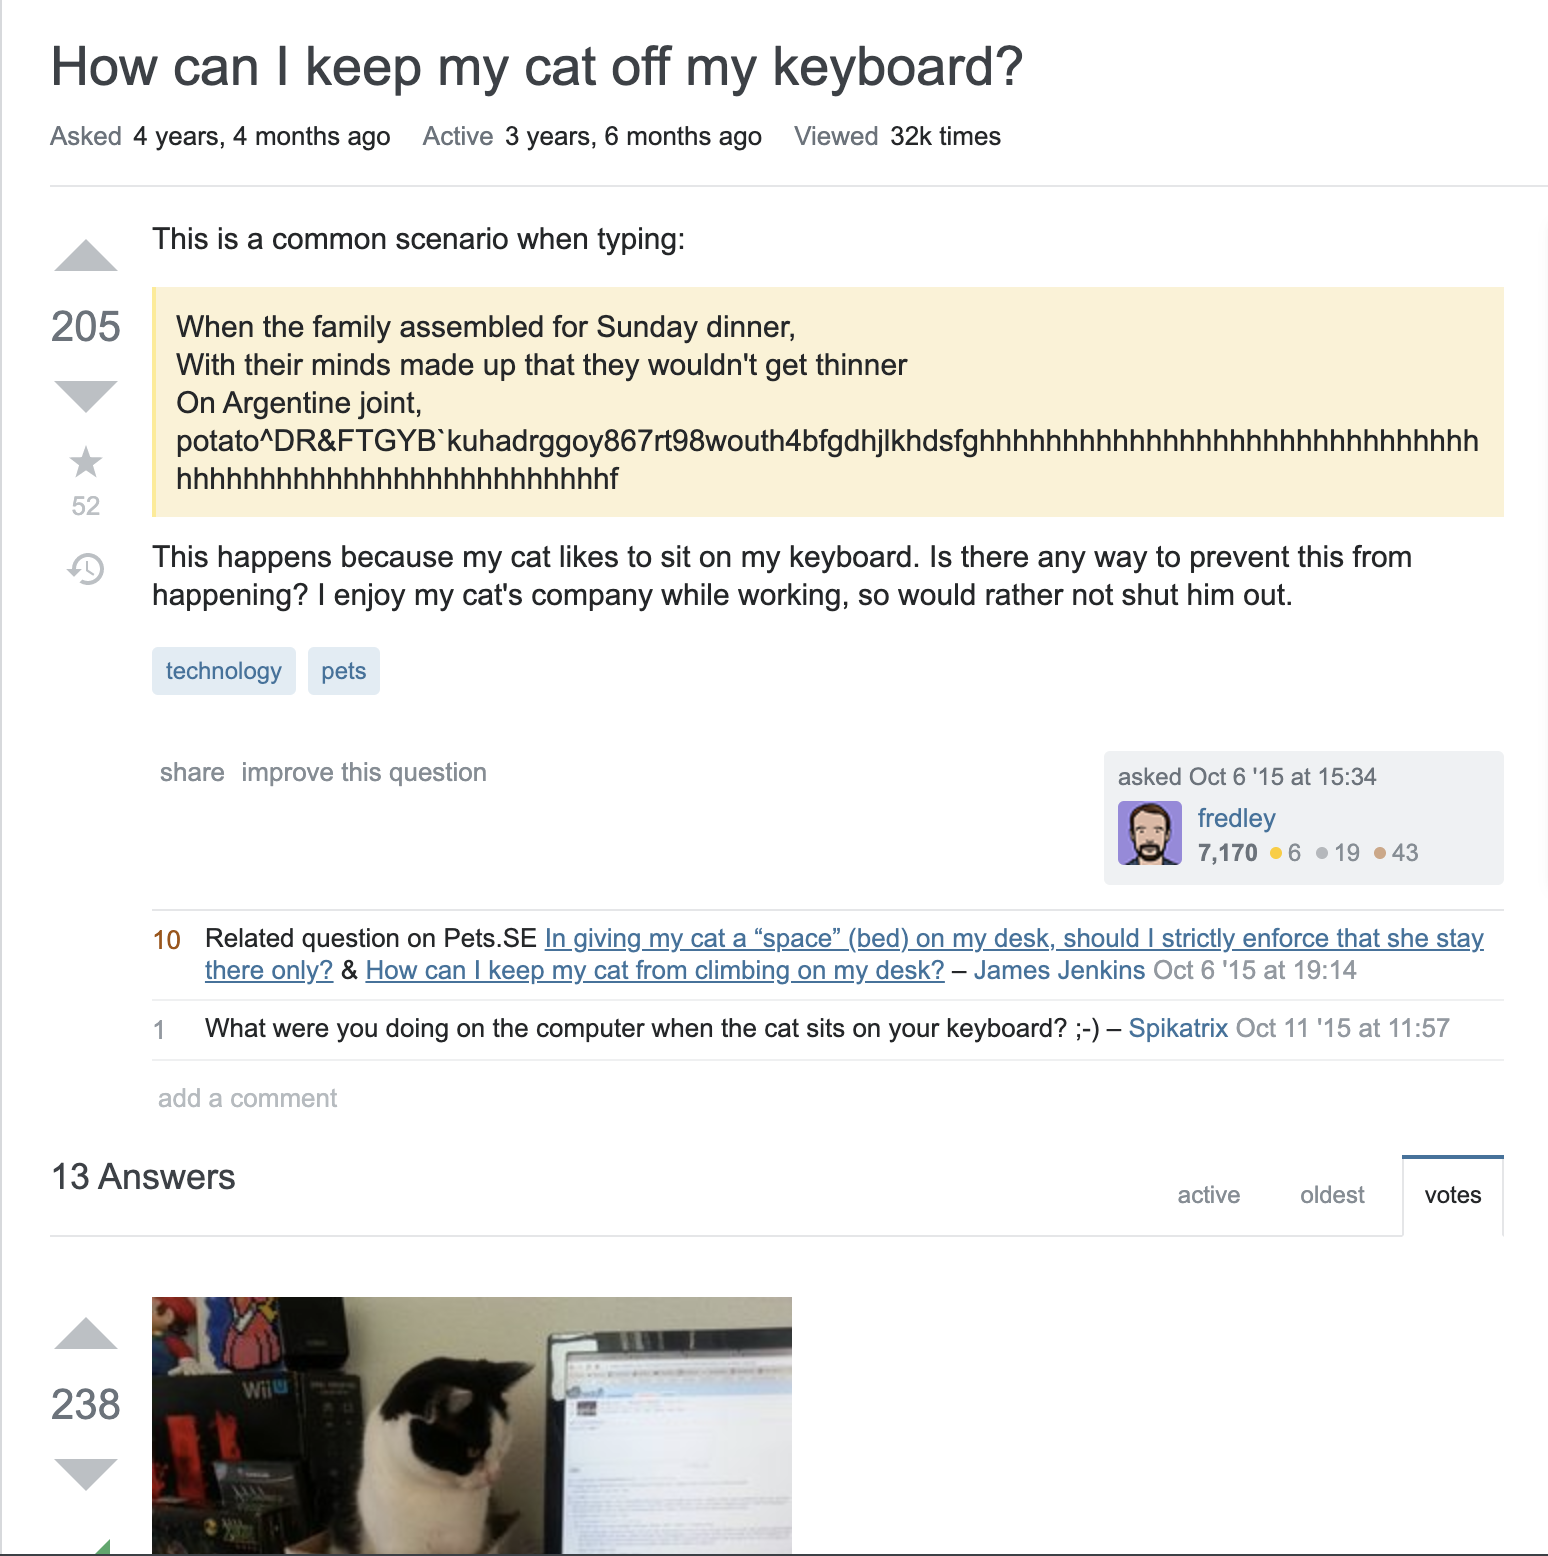 How can I keep my cat off my keyboard?
Asked 4 years, 4 months ago Active 3 years, 6 months ago Viewed 32k times
This is a common scenario when typing:
205
When the family assembled for Sunday dinner,
With their minds made up that they wouldn't get thinner
On Argentine joint,
potato^DR&FTGYB`kuhadrggoy867rt98wouth4bfgdhjlkhdsfghhhhhhhhhhhhhhhhhhhhhhhhhhhhhh
hhhhhhhhhhhhhhhhhhhhhhhhhhf
52
This happens because my cat likes to sit on my keyboard. Is there any way to prevent this from
happening? I enjoy my cat's company while working, so would rather not shut him out.
technology pets
share improve this question
asked Oct 6 '15 at 15:34
fredley
7,170 6 19 43
10 Related question on Pets.SE In giving my cat a “space” (bed) on my desk, should I strictly enforce that she stay
there only? & How can I keep my cat from climbing on my desk? – James Jenkins Oct 6 '15 at 19:14
1 What were you doing on the computer when the cat sits on your keyboard? ;-) – Spikatrix Oct 11 '15 at 11:57
add a comment
13 Answers
active oldest votes
238
WiiU